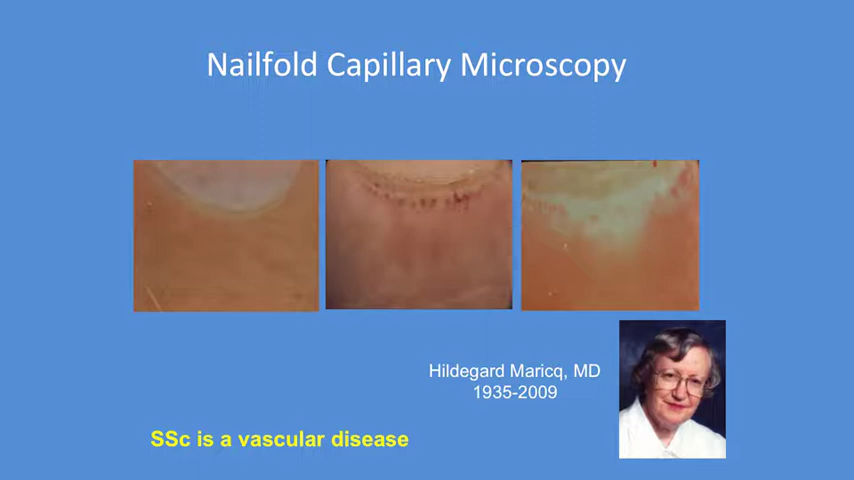 Nailfold Capillary Microscopy
Hildegard Maricq, MD
1935-2009
SSc is a vascular disease